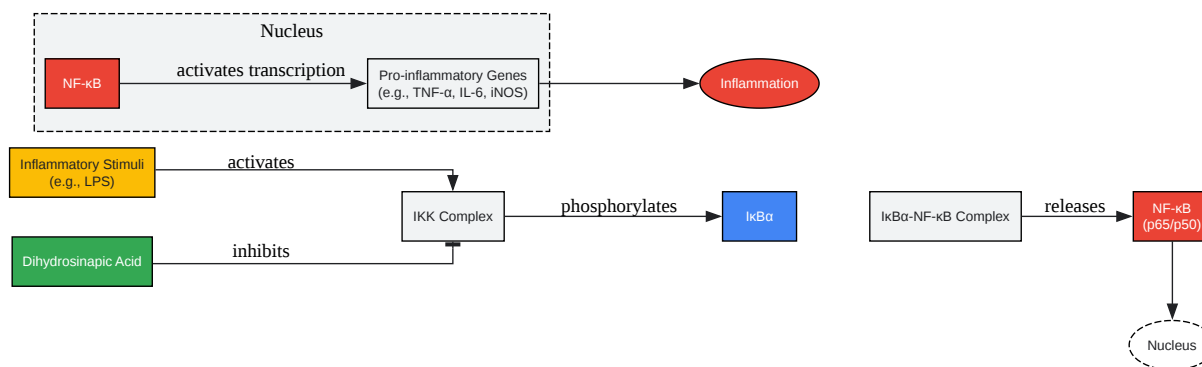 Nucleus
NF-κB
activates transcription
Pro-inflammatory Genes
(e.g., TNF-α, IL-6, iNOS)
Inflammation
Inflammatory Stimuli
(e.g., LPS)
activates
IKK Complex
phosphorylates
IκBα
IκBα-NF-κB Complex
releases
NF-κB
(p65/p50)
Dihydrosinapic Acid
inhibits
Nucleus